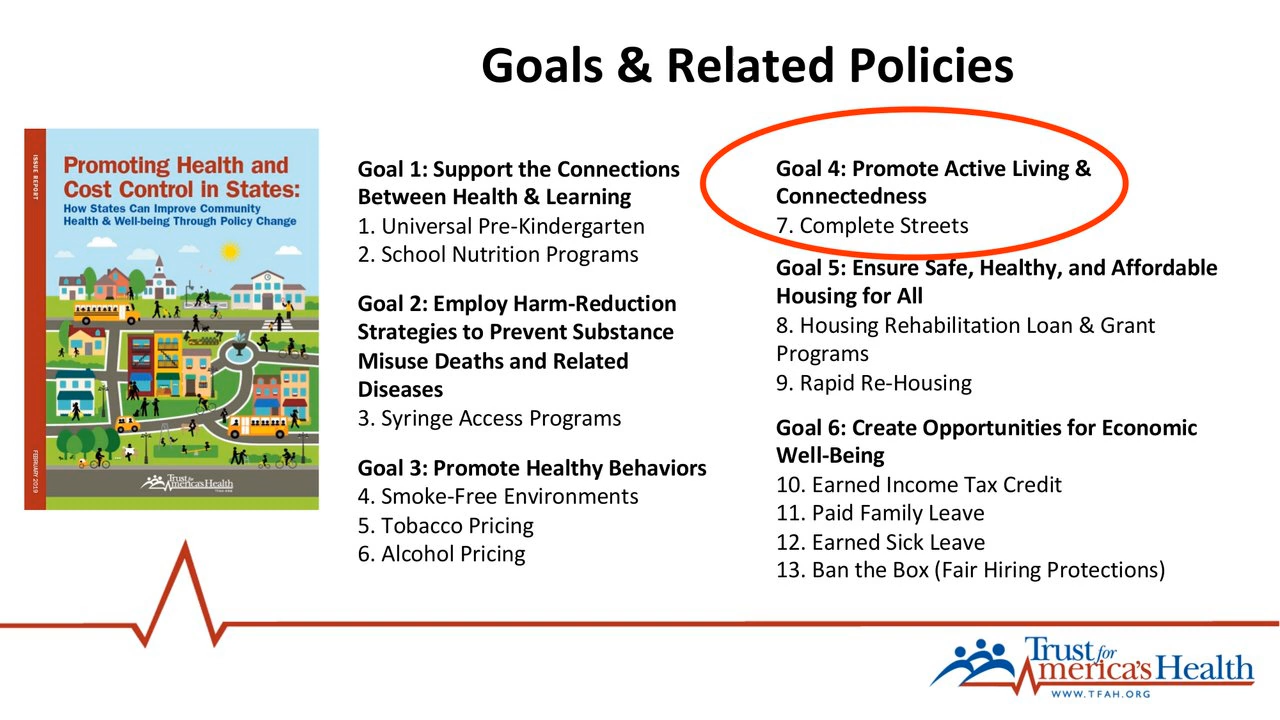 Goals & Related Policies
ISSUE REPORT
Promoting Health and
Cost Control in States:
How States Can Improve Community
Health & Well-being Through Policy Change
FEBRUARY 2019
Trust for
America's Health
TFAH.ORG
Goal 1: Support the Connections
Between Health & Learning
1. Universal Pre-Kindergarten
2. School Nutrition Programs
Goal 2: Employ Harm-Reduction
Strategies to Prevent Substance
Misuse Deaths and Related
Diseases
3. Syringe Access Programs
Goal 3: Promote Healthy Behaviors
4. Smoke-Free Environments
5. Tobacco Pricing
6. Alcohol Pricing
Goal 4: Promote Active Living &
Connectedness
7. Complete Streets
Goal 5: Ensure Safe, Healthy, and Affordable
Housing for All
8. Housing Rehabilitation Loan & Grant
Programs
9. Rapid Re-Housing
Goal 6: Create Opportunities for Economic
Well-Being
10. Earned Income Tax Credit
11. Paid Family Leave
12. Earned Sick Leave
13. Ban the Box (Fair Hiring Protections)
Trust for
America's Health
WWW.TFAH.ORG